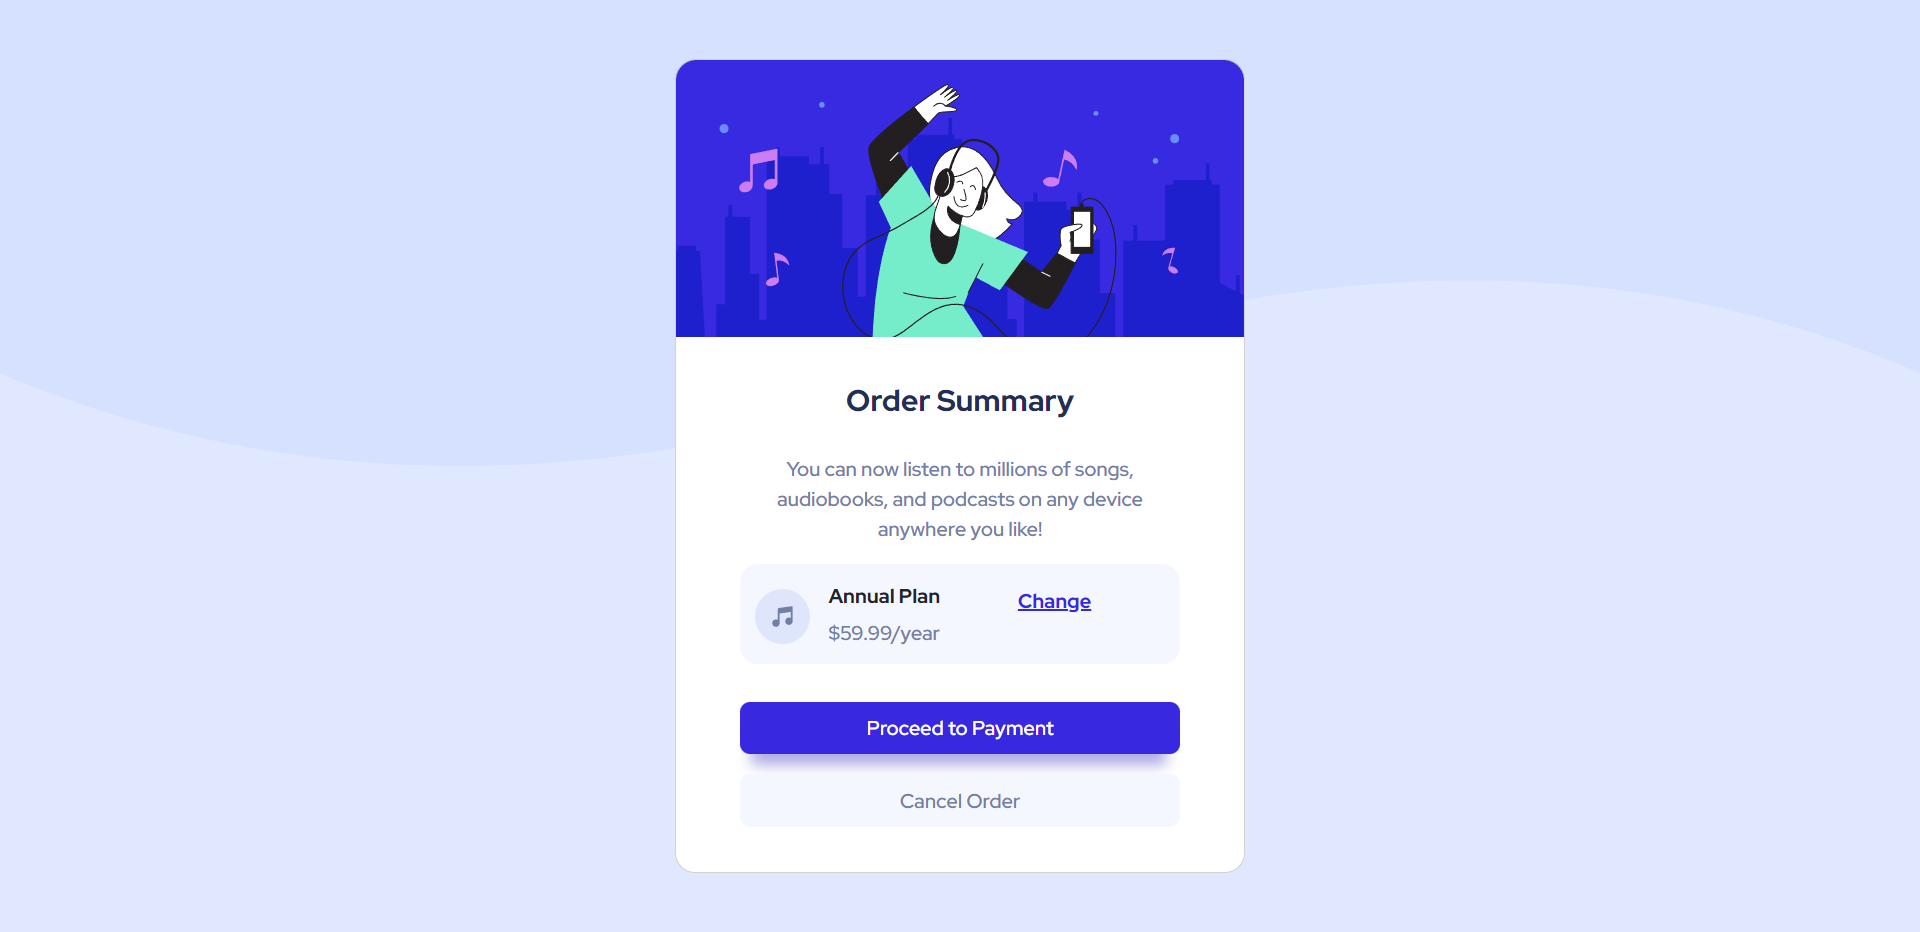 Order Summary
You can now listen to millions of songs,
audiobooks, and podcasts on any device
anywhere you like!
Annual Plan
Change
$59.99/year
Proceed to Payment
Cancel Order